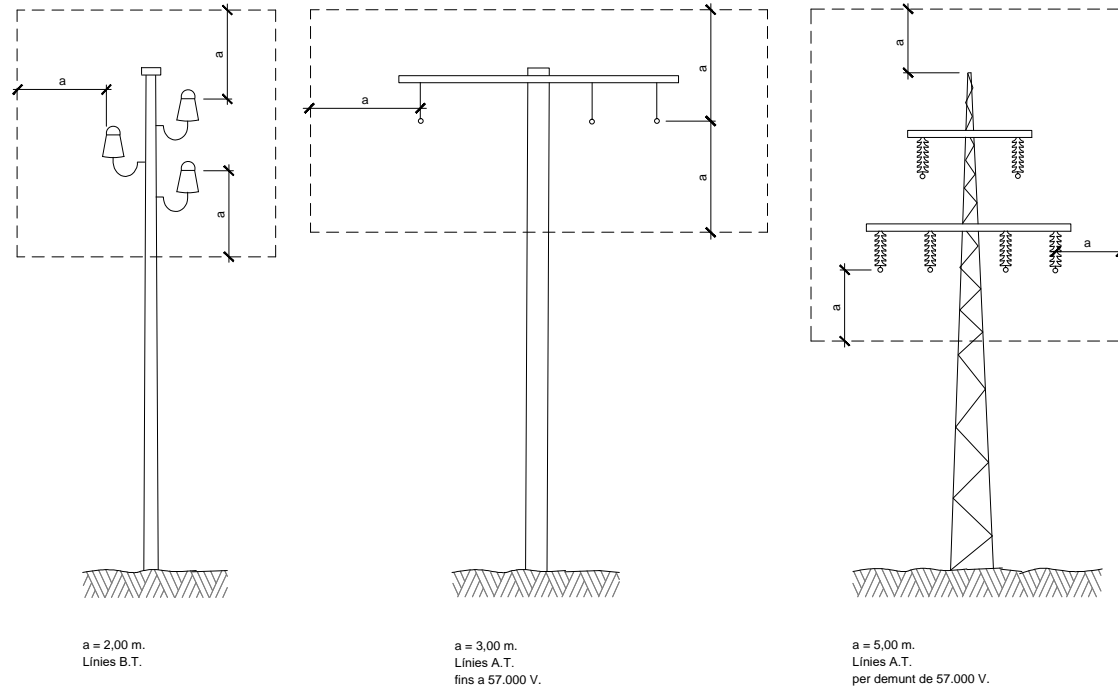 a
a
a
a
a
a
a
a
a
a = 2,00 m.
Línies B.T.
a = 3,00 m.
Línies A.T.
fins a 57.000 V.
a = 5,00 m.
Línies A.T.
per demunt de 57.000 V.